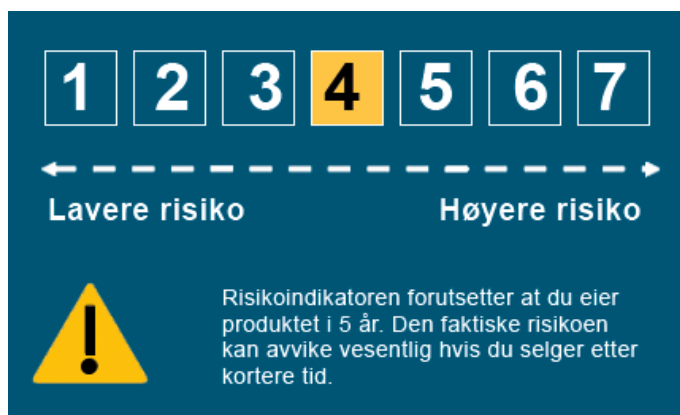 1 2 3 4 5 6 7
Lavere risiko Høyere risiko
Risikoindikatoren forutsetter at du eier
produktet i 5 år. Den faktiske risikoen
kan avvike vesentlig hvis du selger etter
kortere tid.